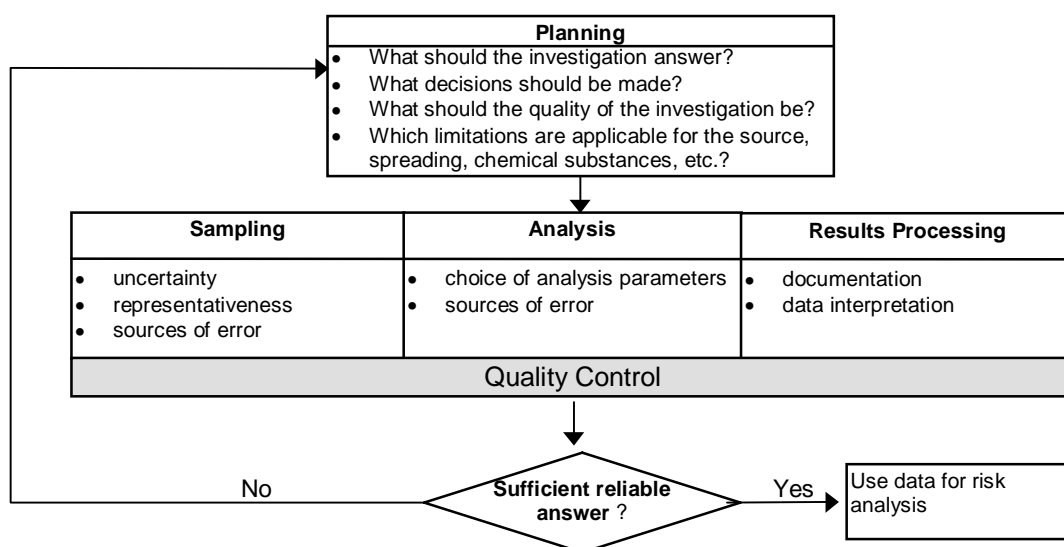 Planning
• What should the investigation answer?
• What decisions should be made?
• What should the quality of the investigation be?
• Which limitations are applicable for the source,
spreading, chemical substances, etc.?
Sampling
• uncertainty
• representativeness
• sources of error
Analysis
• choice of analysis parameters
• sources of error
Results Processing
• documentation
• data interpretation
Quality Control
Sufficient reliable
answer ?
No
Yes
Use data for risk
analysis